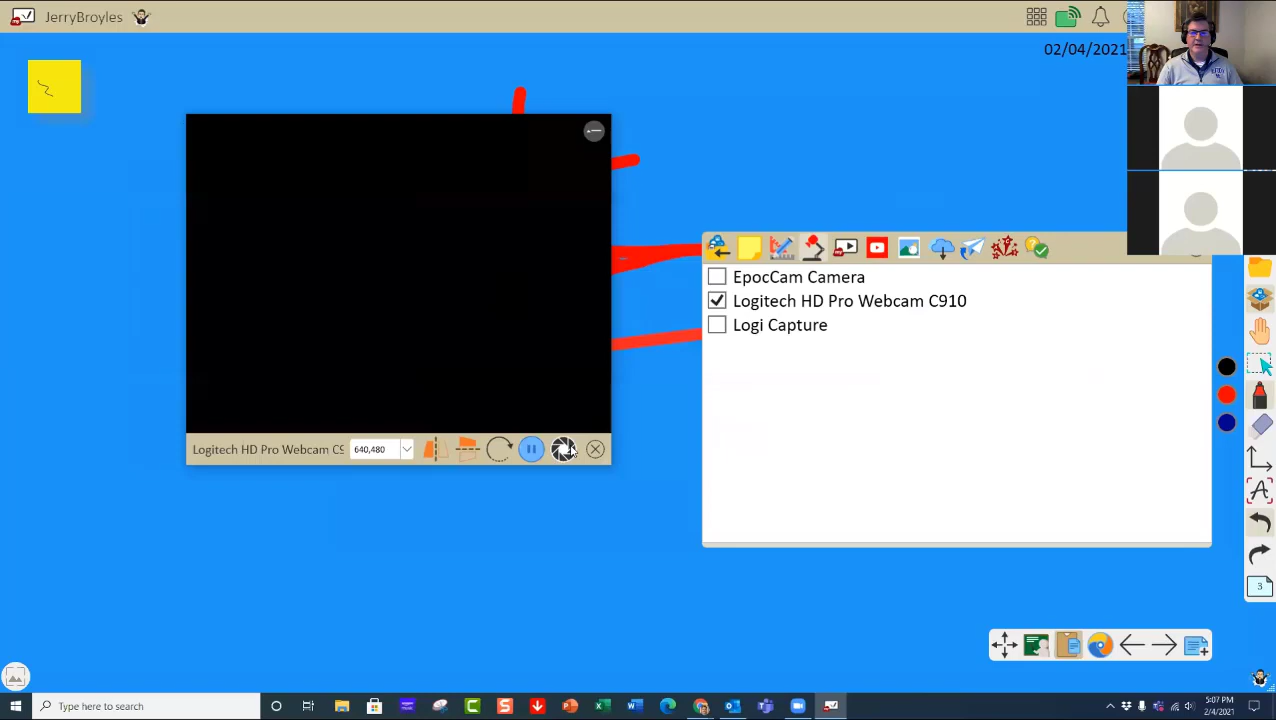 JerryBroyles
02/04/2021
EpocCam Camera
Logitech HD Pro Webcam C910
Logi Capture
Logitech HD Pro Webcam C9
640,480
3
Type here to search
5:07 PM
2/4/2021